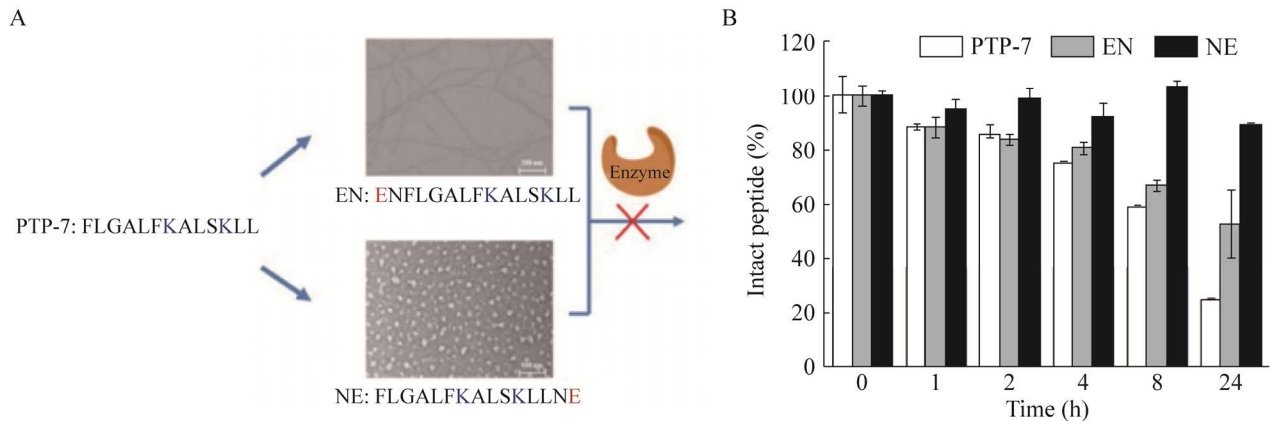 A
EN: ENFLGALFKALSKLL
Enzyme
PTP-7: FLGALFKALSKLL
NE: FLGALFKALSKLLNE
B
PTP-7 EN NE
Intact peptide (%)
120
100
80
60
40
20
0
0 1 2 4 8 24
Time (h)